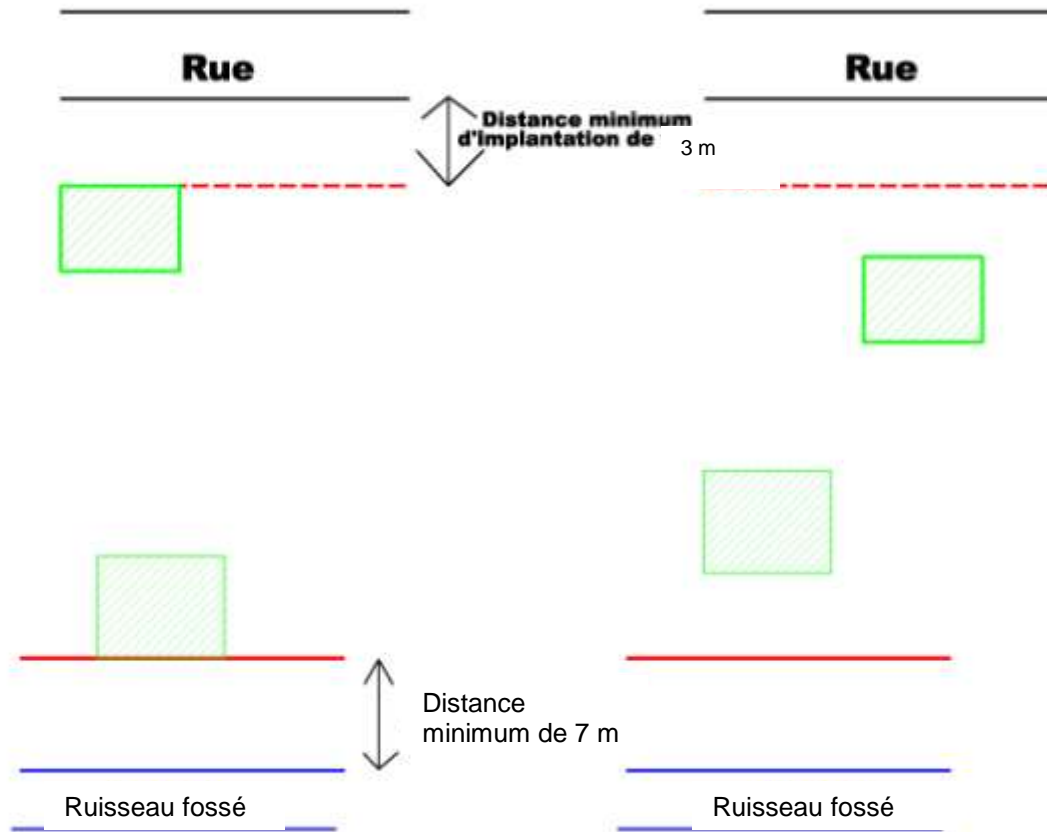 Rue
Rue
Distance minimum
d'implantation de
3 m
Distance
minimum de 7 m
Ruisseau fossé
Ruisseau fossé